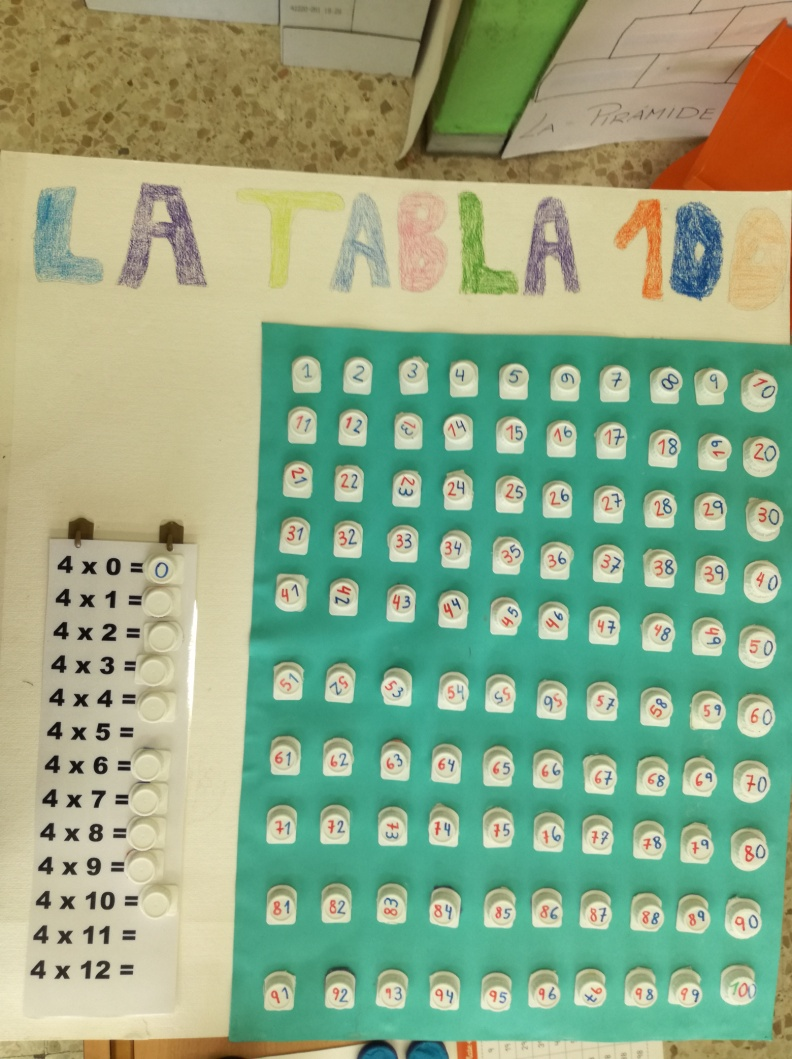 LA PIRÁMIDE
LA TABLA 100
1 2 3 4 5 6 7 8 9 10
11 12 13 14 15 16 17 18 19 20
21 22 23 24 25 26 27 28 29 30
31 32 33 34 35 36 37 38 39 40
41 42 43 44 45 46 47 48 49 50
51 52 53 54 55 56 57 58 59 60
61 62 63 64 65 66 67 68 69 70
71 72 73 74 75 76 77 78 79 80
81 82 83 84 85 86 87 88 89 90
91 92 93 94 95 96 97 98 99 100
4 x 0 = 0
4 x 1 =
4 x 2 =
4 x 3 =
4 x 4 =
4 x 5 =
4 x 6 =
4 x 7 =
4 x 8 =
4 x 9 =
4 x 10 =
4 x 11 =
4 x 12 =